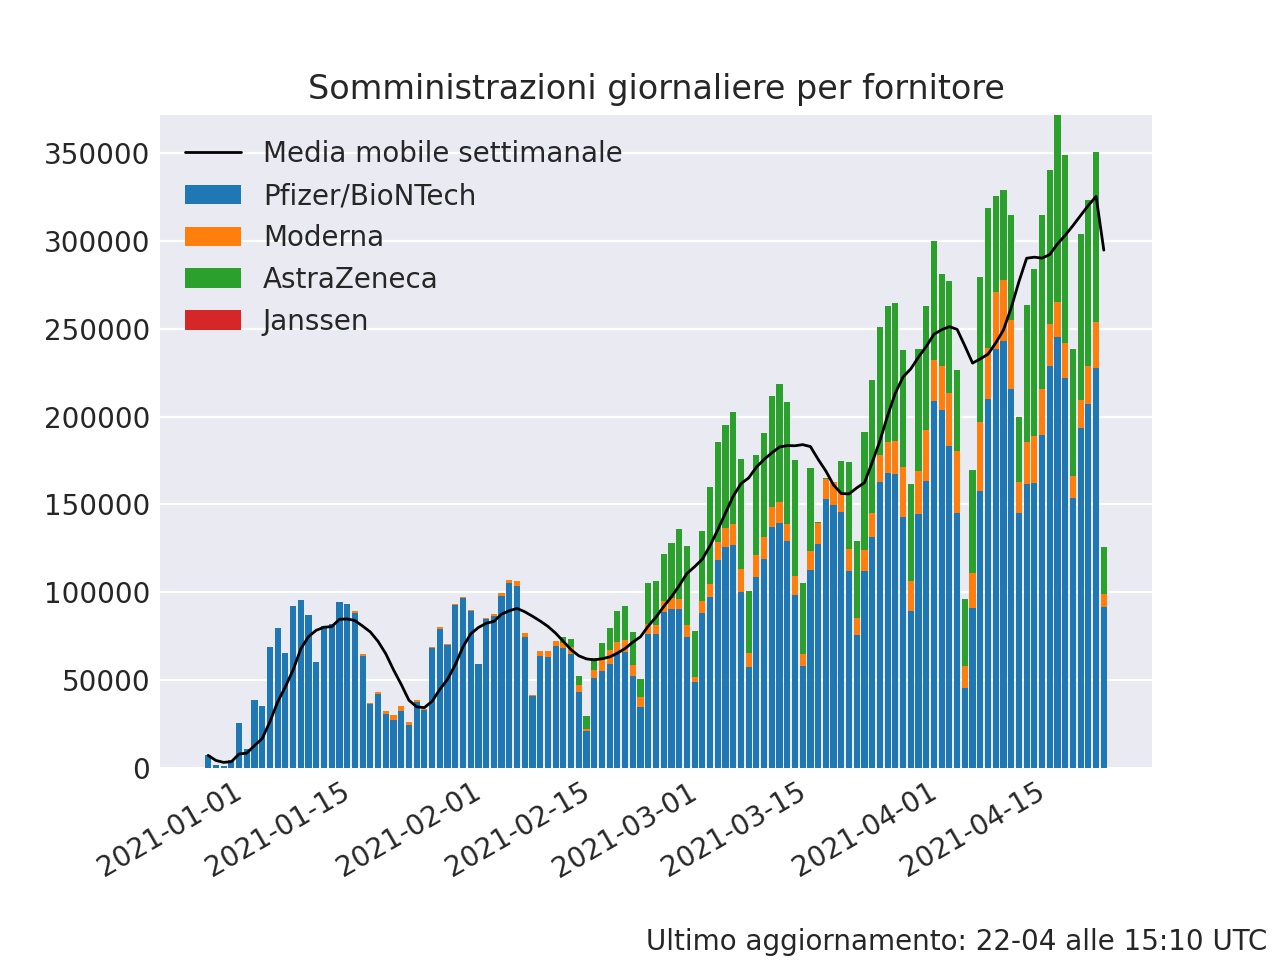 Somministrazioni giornaliere per fornitore
Media mobile settimanale
Pfizer/BioNTech
Moderna
AstraZeneca
Janssen
350000
300000
250000
200000
150000
100000
50000
0
2021-01-01
2021-01-15
2021-02-01
2021-02-15
2021-03-01
2021-03-15
2021-04-01
2021-04-15
Ultimo aggiornamento: 22-04 alle 15:10 UTC